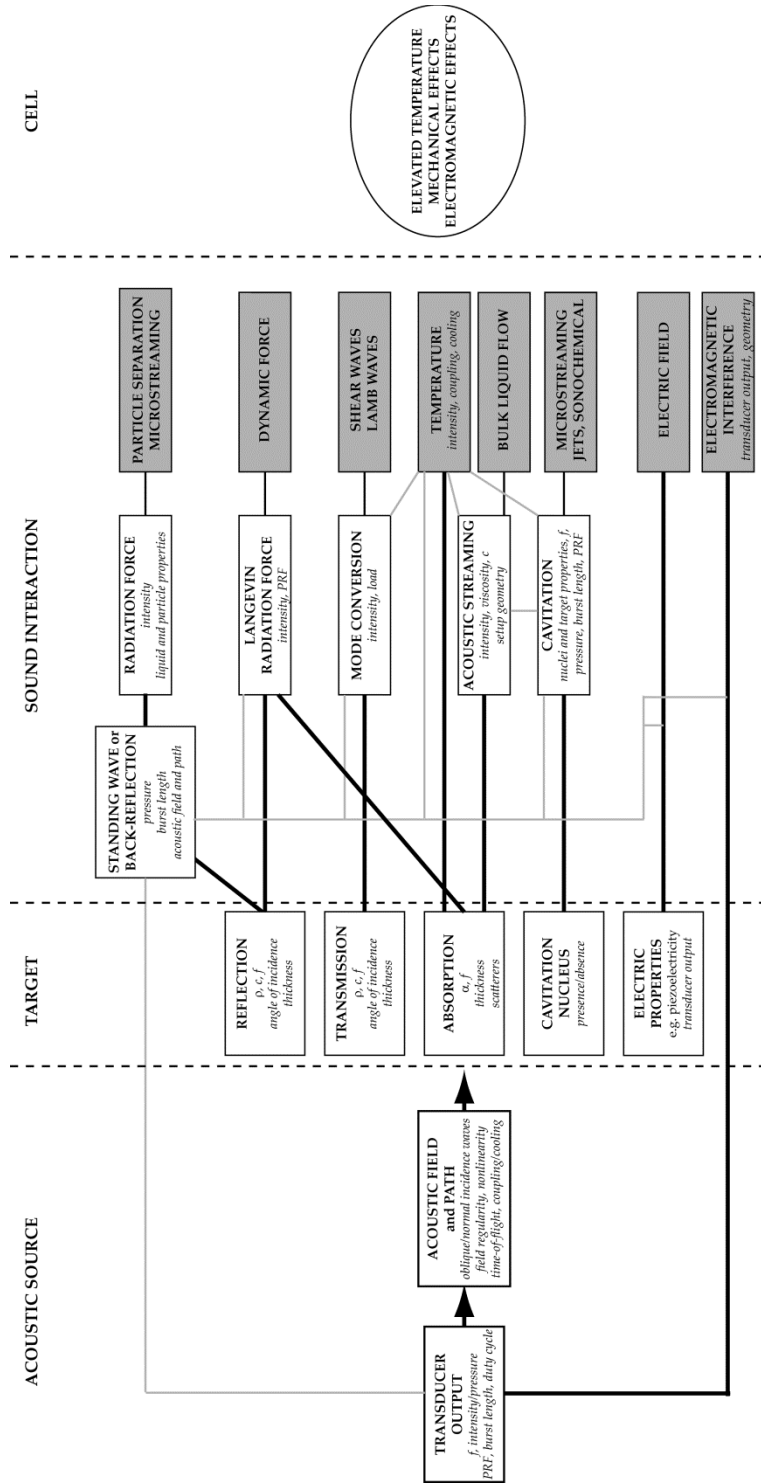 ACOUSTIC SOURCE
TARGET
SOUND INTERACTION
CELL
TRANSDUCER
OUTPUT
f, intensity/pressure
PRF, burst length, duty cycle
ACOUSTIC FIELD
and PATH
oblique/normal incidence waves
field regularity, nonlinearity
time-of-flight, coupling/cooling
REFLECTION
ρ, c, f
angle of incidence
thickness
TRANSMISSION
ρ, c, f
angle of incidence
thickness
ABSORPTION
α, f
thickness
scatterers
CAVITATION
NUCLEUS
presence/absence
ELECTRIC
PROPERTIES
e.g. piezoelectricity
transducer output
STANDING WAVE or
BACK-REFLECTION
pressure
burst length
acoustic field and path
RADIATION FORCE
intensity
liquid and particle properties
LANGEVIN
RADIATION FORCE
intensity, PRF
MODE CONVERSION
intensity, load
ACOUSTIC STREAMING
intensity, viscosity, c
setup geometry
CAVITATION
nuclei and target properties, f,
pressure, burst length, PRF
PARTICLE SEPARATION
MICROSTREAMING
DYNAMIC FORCE
SHEAR WAVES
LAMB WAVES
TEMPERATURE
intensity, coupling, cooling
BULK LIQUID FLOW
MICROSTREAMING
JETS, SONOCHEMICAL
ELECTRIC FIELD
ELECTROMAGNETIC
INTERFERENCE
transducer output, geometry
ELEVATED TEMPERATURE
MECHANICAL EFFECTS
ELECTROMAGNETIC EFFECTS